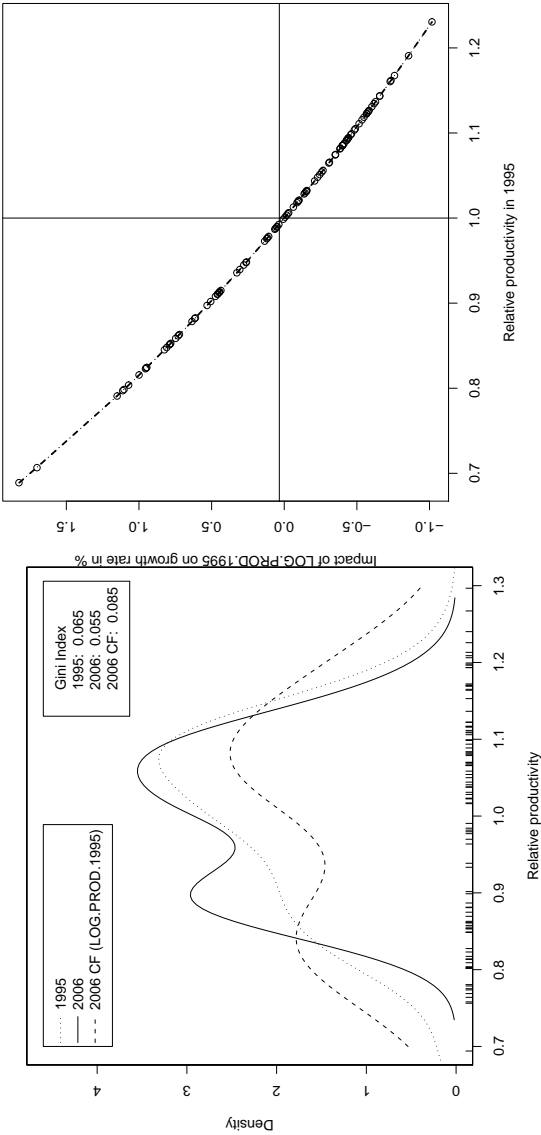 1995
2006
2006 CF (LOG.PROD.1995)
Gini Index
1995: 0.065
2006: 0.055
2006 CF: 0.085
Density
4
3
2
1
0
0.7 0.8 0.9 1.0 1.1 1.2 1.3
Relative productivity
Impact of LOG.PROD.1995 on growth rate in %
1.5
1.0
0.5
0.0
−0.5
−1.0
0.7 0.8 0.9 1.0 1.1 1.2
Relative productivity in 1995